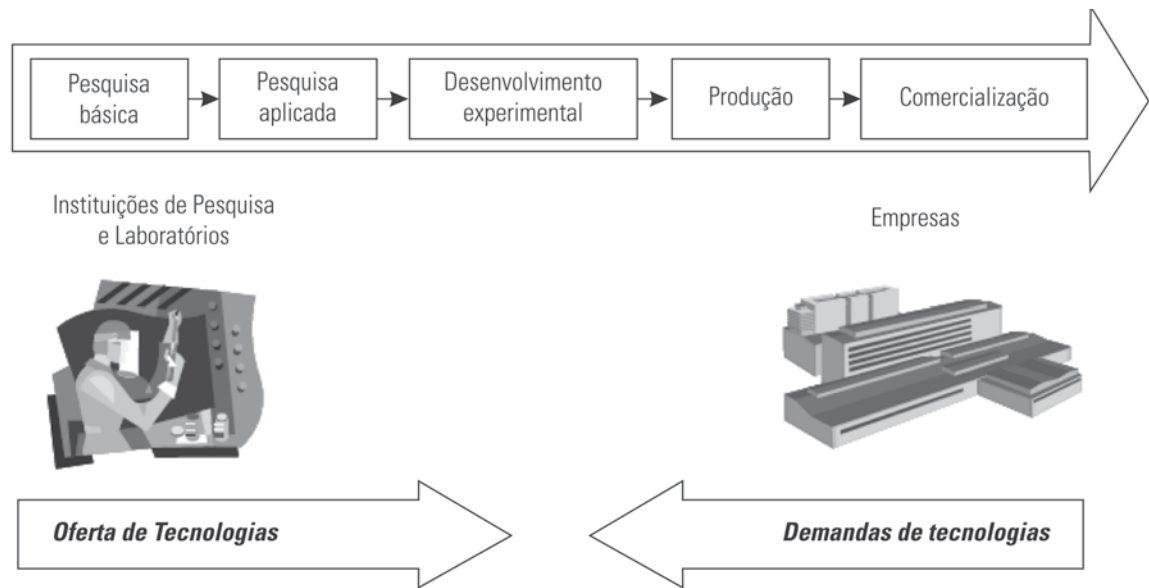 Pesquisa
básica
Pesquisa
aplicada
Desenvolvimento
experimental
Produção
Comercialização
Instituições de Pesquisa
e Laboratórios
Empresas
Oferta de Tecnologias
Demandas de tecnologias